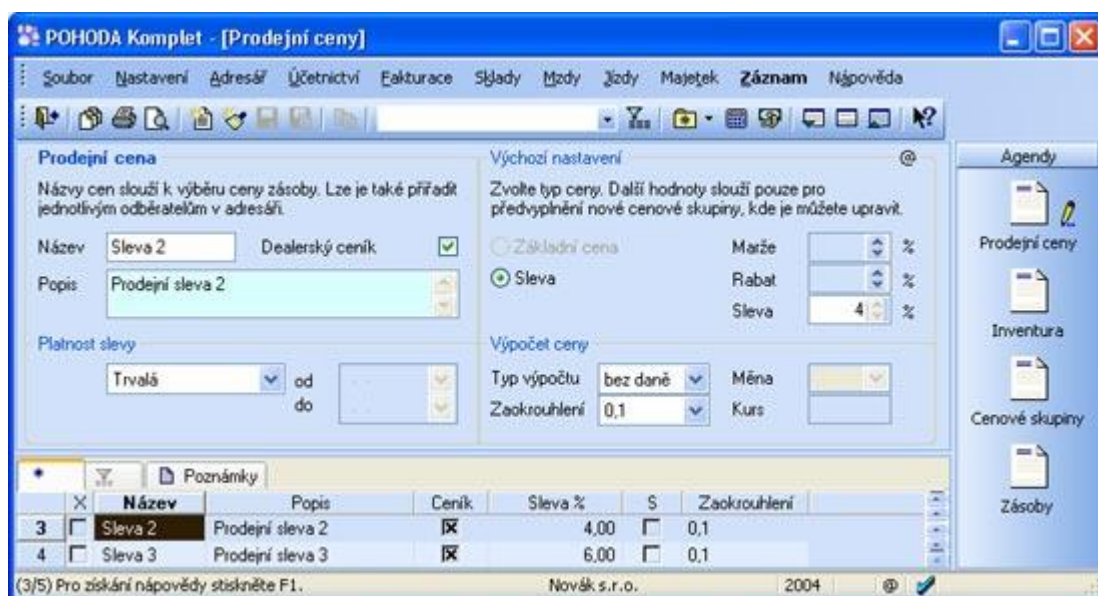 POHODA Komplet - [Prodejní ceny]
Soubor Nastavení Adresář Účetnictví Fakturace Sklady Mzdy Jízdy Majetek Záznam Nápověda
Prodejní cena
Názvy cen slouží k výběru ceny zásoby. Lze je také přiřadit
jednotlivým odběratelům v adresáři.
Název Sleva 2 Dealerský ceník
Popis Prodejní sleva 2
Platnost slevy
Trvalá od
do
Výchozí nastavení @
Zvolte typ ceny. Další hodnoty slouží pouze pro
předvyplnění nové cenové skupiny, kde je můžete upravit.
Základní cena Marže %
Sleva Rabat %
Sleva 4 %
Výpočet ceny
Typ výpočtu bez daně Měna
Zaokrouhlení 0,1 Kurs
Agendy
Prodejní ceny
Inventura
Cenové skupiny
Zásoby
* Poznámky
X Název Popis Ceník Sleva % S Zaokrouhlení
3 Sleva 2 Prodejní sleva 2 4,00 0,1
4 Sleva 3 Prodejní sleva 3 6,00 0,1
(3/5) Pro získání nápovědy stiskněte F1. Novák s.r.o. 2004 @